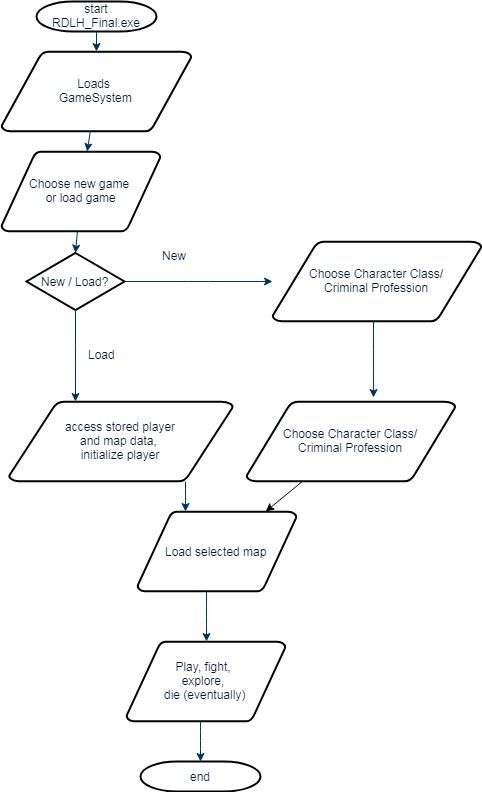 start
RDLH_Final.exe
Loads
GameSystem
Choose new game
or load game
New / Load?
New
Choose Character Class/
Criminal Profession
Load
access stored player
and map data,
initialize player
Choose Character Class/
Criminal Profession
Load selected map
Play, fight,
explore,
die (eventually)
end